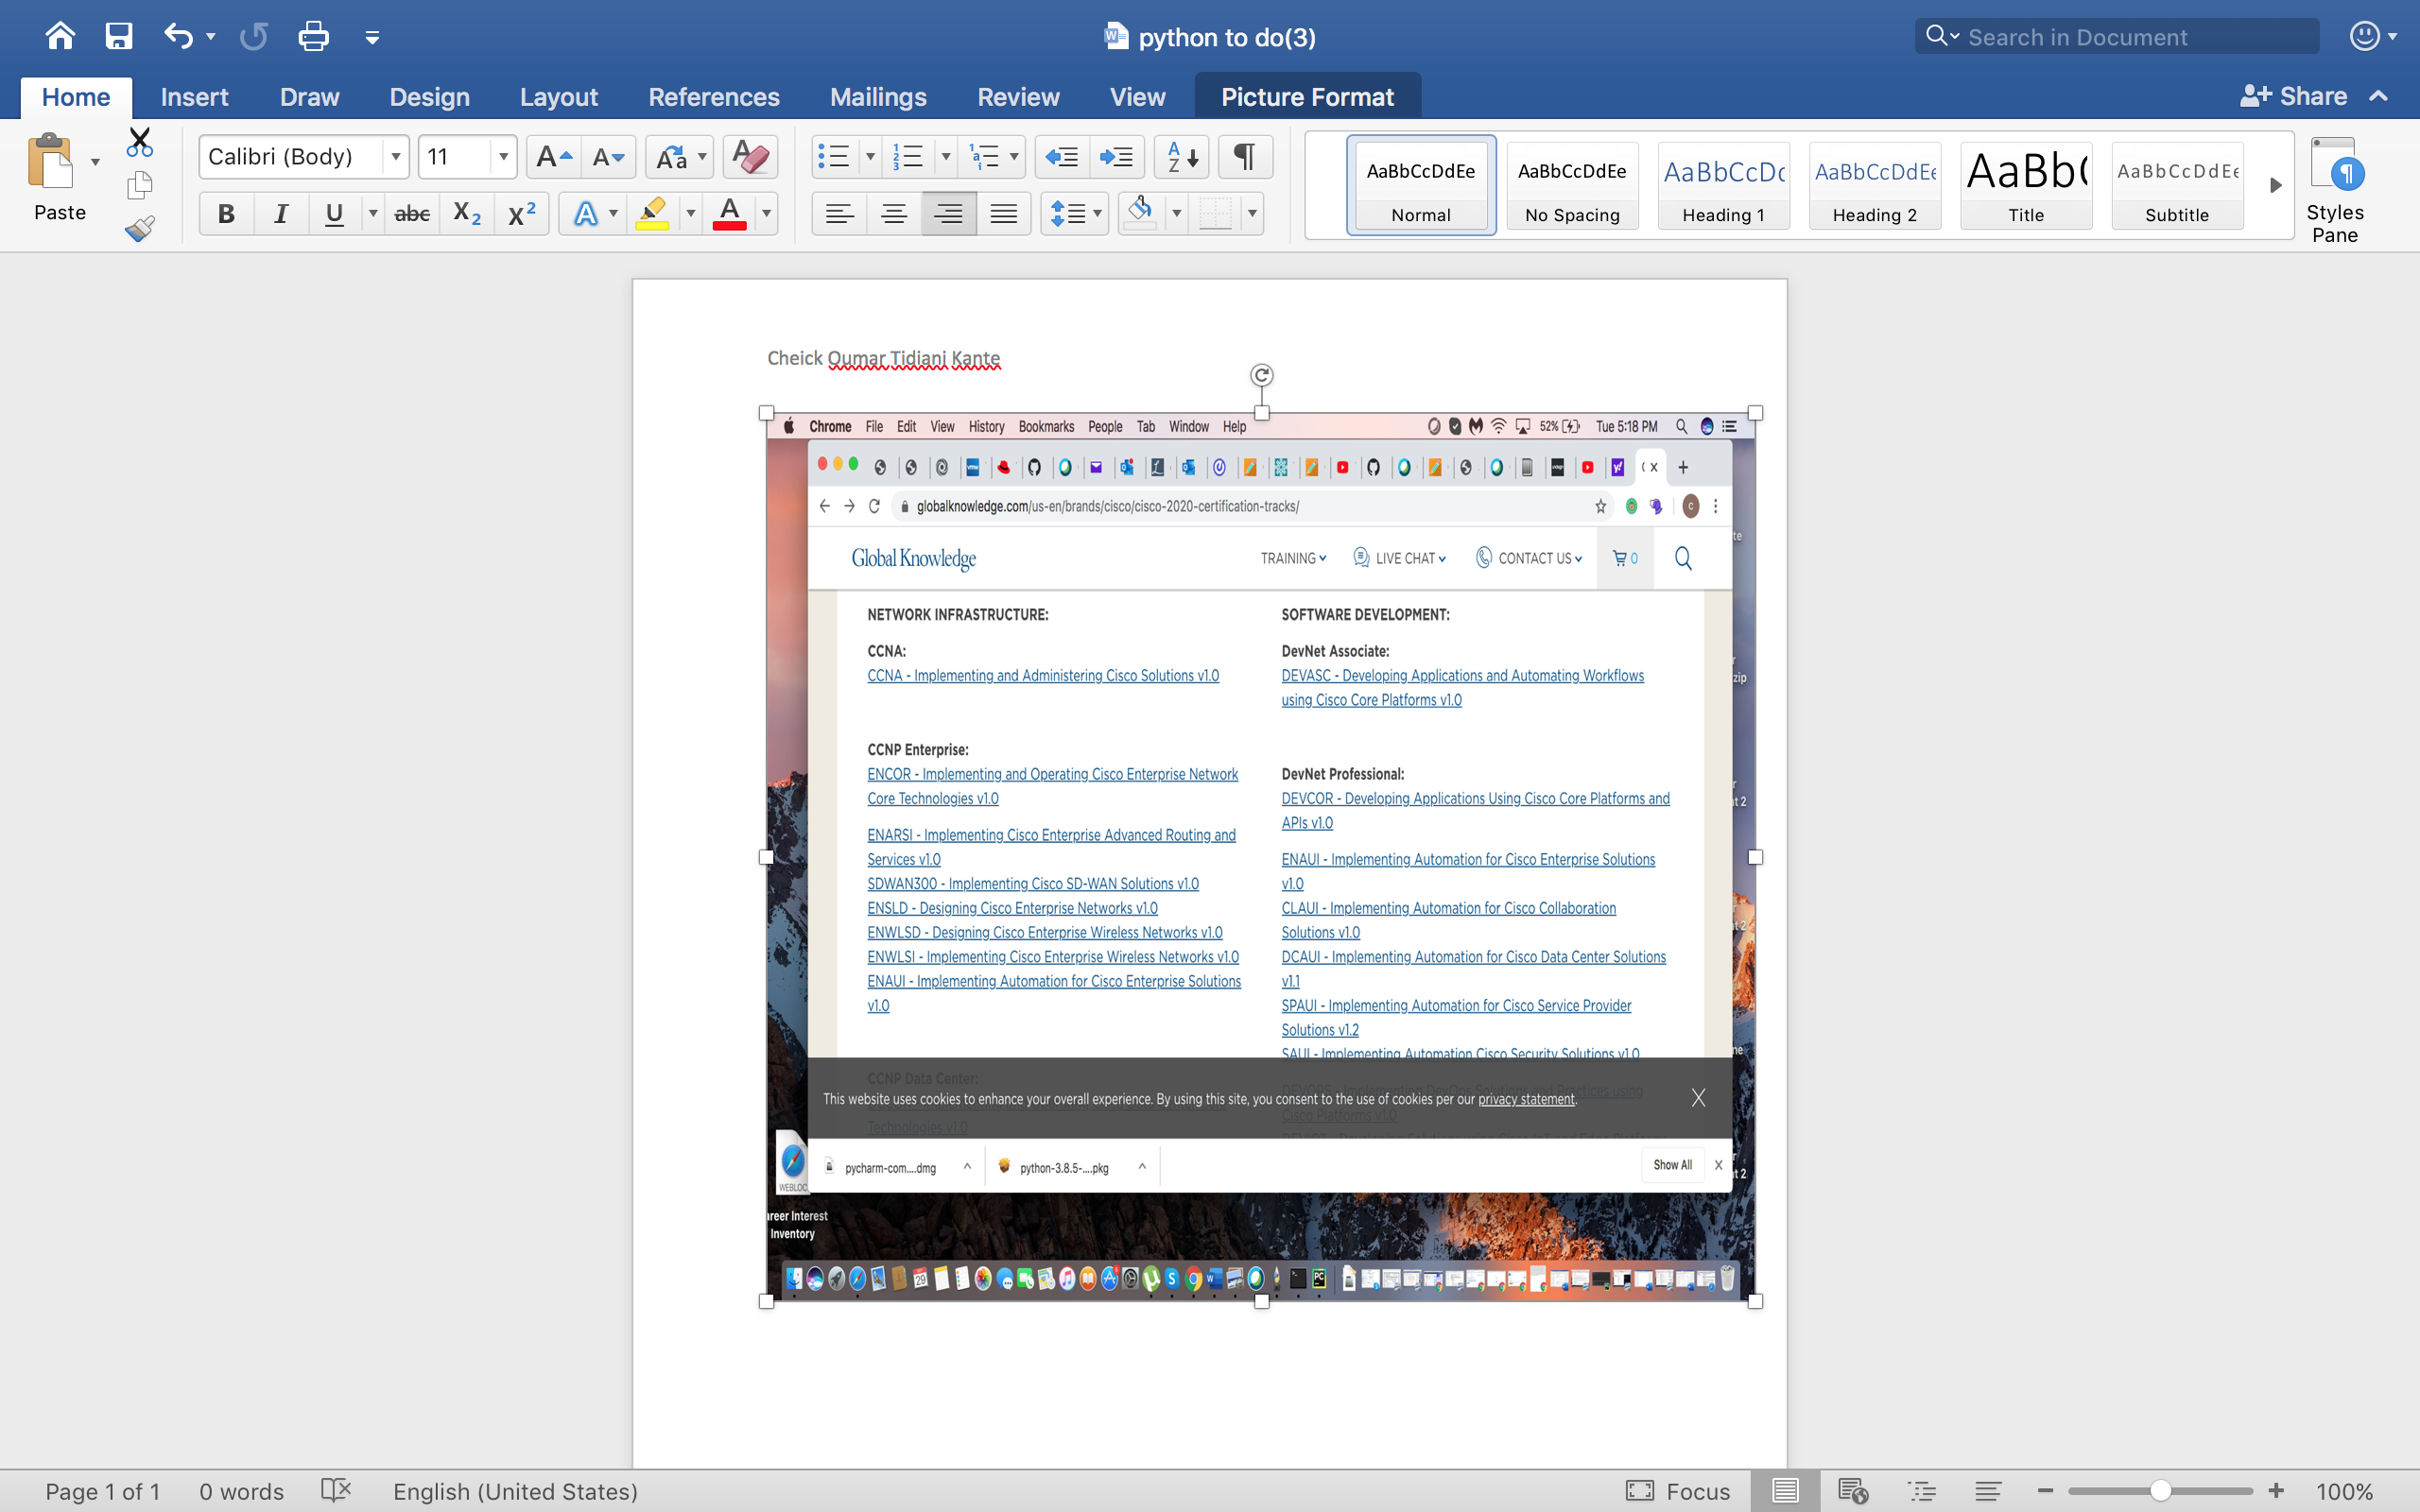 python to do(3)
Search in Document
Home Insert Draw Design Layout References Mailings Review View Picture Format Share
Paste
Calibri (Body) 11
AaBbCcDdEe AaBbCcDdEe AaBbCcDc AaBbCcDdEe AaBb( AaBbCcDdEe
Normal No Spacing Heading 1 Heading 2 Title Subtitle
Styles
Pane
Cheick Oumar Tidiani Kante
Chrome File Edit View History Bookmarks People Tab Window Help 52% Tue 5:18 PM
globalknowledge.com/us-en/brands/cisco/cisco-2020-certification-tracks/
Global Knowledge TRAINING LIVE CHAT CONTACT US 0
NETWORK INFRASTRUCTURE:
CCNA:
CCNA - Implementing and Administering Cisco Solutions v1.0
CCNP Enterprise:
ENCOR - Implementing and Operating Cisco Enterprise Network
Core Technologies v1.0
ENARSI - Implementing Cisco Enterprise Advanced Routing and
Services v1.0
SDWAN300 - Implementing Cisco SD-WAN Solutions v1.0
ENSLD - Designing Cisco Enterprise Networks v1.0
ENWLSD - Designing Cisco Enterprise Wireless Networks v1.0
ENWLSI - Implementing Cisco Enterprise Wireless Networks v1.0
ENAUI - Implementing Automation for Cisco Enterprise Solutions
v1.0
CCNP Data Center:
Technologies v1.0
SOFTWARE DEVELOPMENT:
DevNet Associate:
DEVASC - Developing Applications and Automating Workflows
using Cisco Core Platforms v1.0
DevNet Professional:
DEVCOR - Developing Applications Using Cisco Core Platforms and
APIs v1.0
ENAUI - Implementing Automation for Cisco Enterprise Solutions
v1.0
CLAUI - Implementing Automation for Cisco Collaboration
Solutions v1.0
DCAUI - Implementing Automation for Cisco Data Center Solutions
v1.1
SPAUI - Implementing Automation for Cisco Service Provider
Solutions v1.2
SAUI - Implementing Automation Cisco Security Solutions v1.0
DEVOPS - Implementing DevOps Solutions and Practices using
Cisco Platforms v1.0
This website uses cookies to enhance your overall experience. By using this site, you consent to the use of cookies per our privacy statement.
pycharm-com....dmg python-3.8.5-....pkg Show All
WEBLOC
reer Interest
Inventory
Page 1 of 1 0 words English (United States) Focus 100%